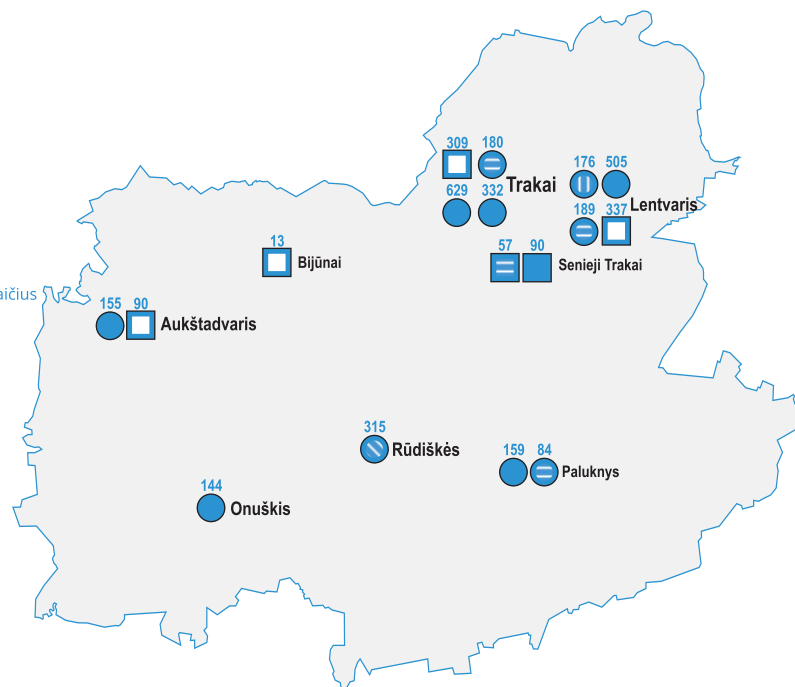 309 180
Trakai
629 332
176 505
Lentvaris
189 337
57 90
Senieji Trakai
13
Bijūnai
aičius
155 90
Aukštadvaris
315
Rūdiškės
159 84
Paluknys
144
Onuškis